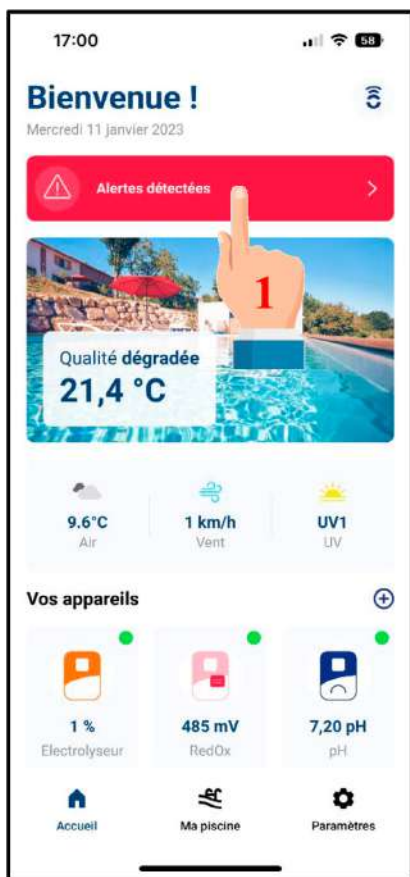 17:00
58
Bienvenue !
Mercredi 11 janvier 2023
Alertes détectées
1
Qualité dégradée
21,4 °C
9.6°C 1 km/h UV1
Air Vent UV
Vos appareils
1 % 485 mV 7,20 pH
Electrolyseur RedOx pH
Accueil Ma piscine Paramètres